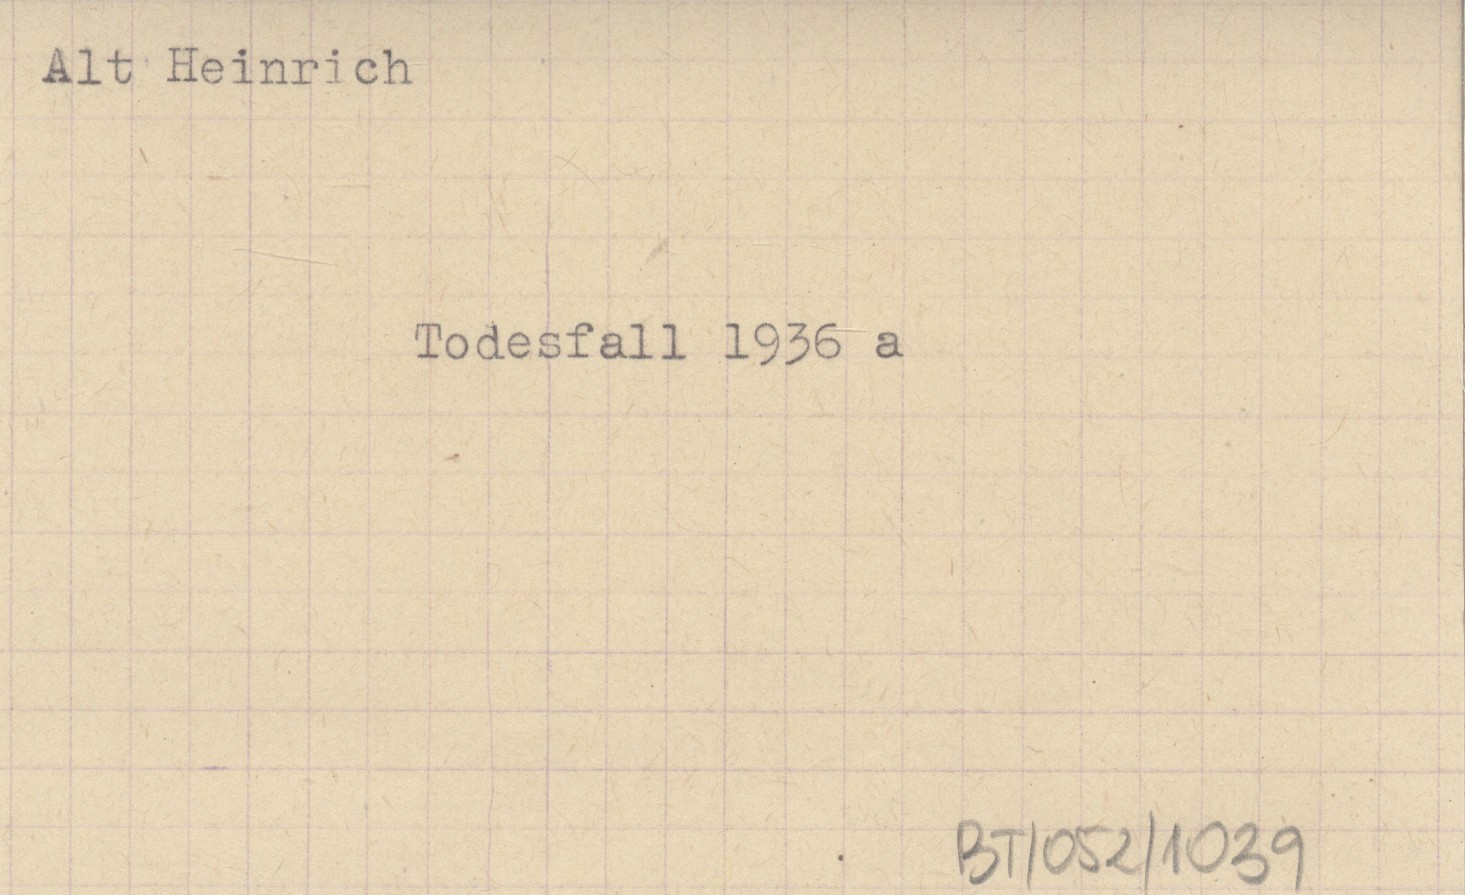 Alt Heinrich
Todesfall 1936 a
BT/052/1039